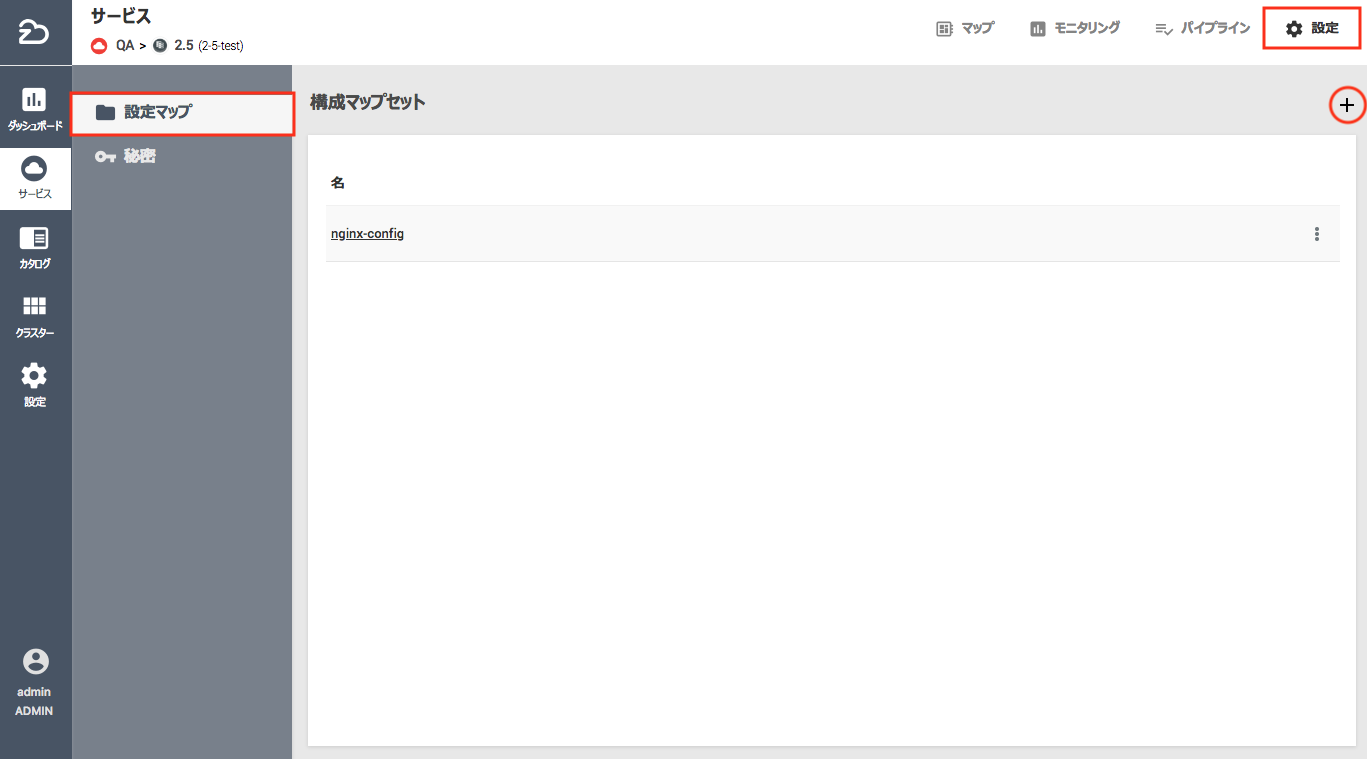 サービス
QA > 2.5 (2-5-test)
マップ
モニタリング
パイプライン
設定
ダッシュボード
サービス
カタログ
クラスター
設定
admin
ADMIN
設定マップ
秘密
構成マップセット
名
nginx-config